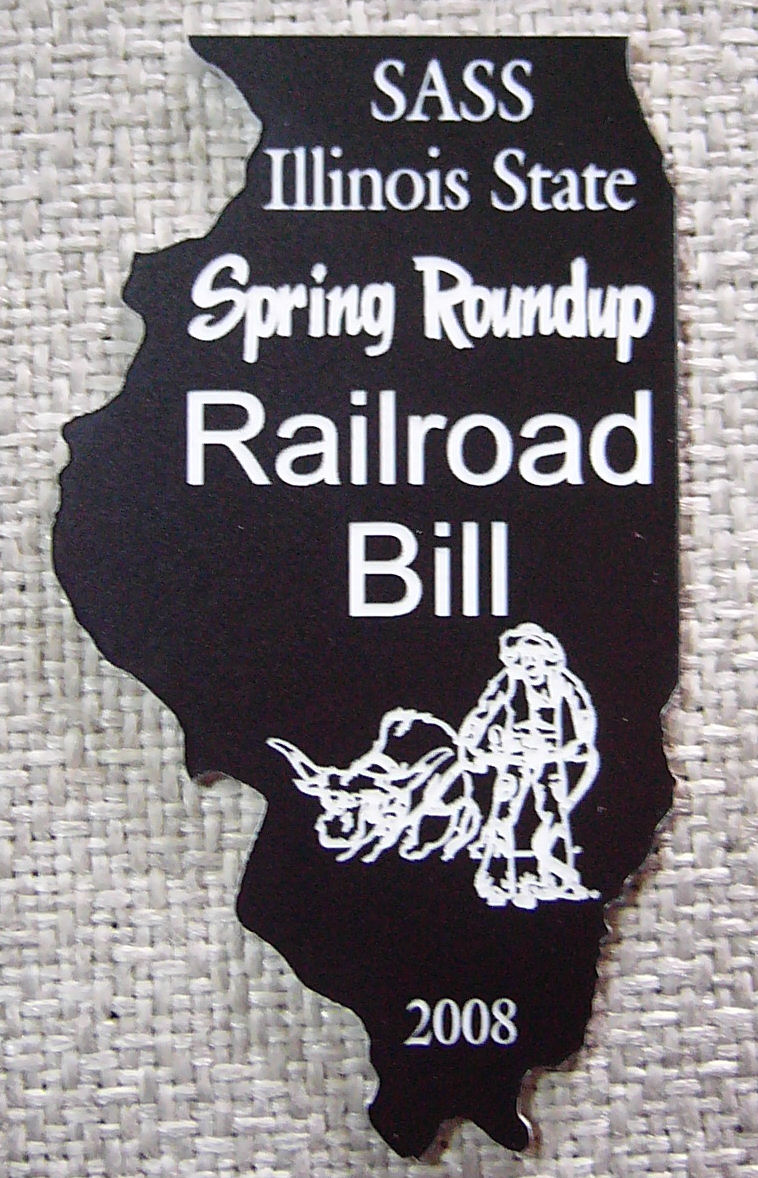 SASS
Illinois State
Spring Roundup
Railroad
Bill
2008